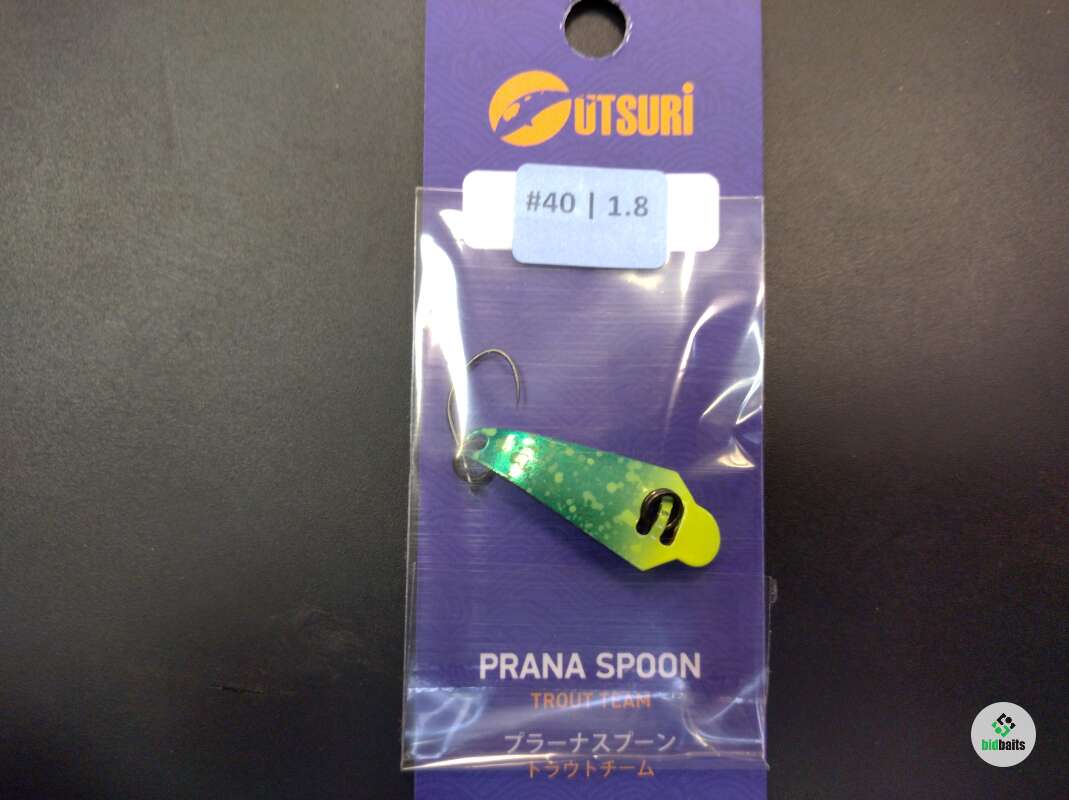 UTSURi
#40 | 1.8
PRANA SPOON
TROUT TEAM
プラーナスプーン
トラウトチーム
bidbaits